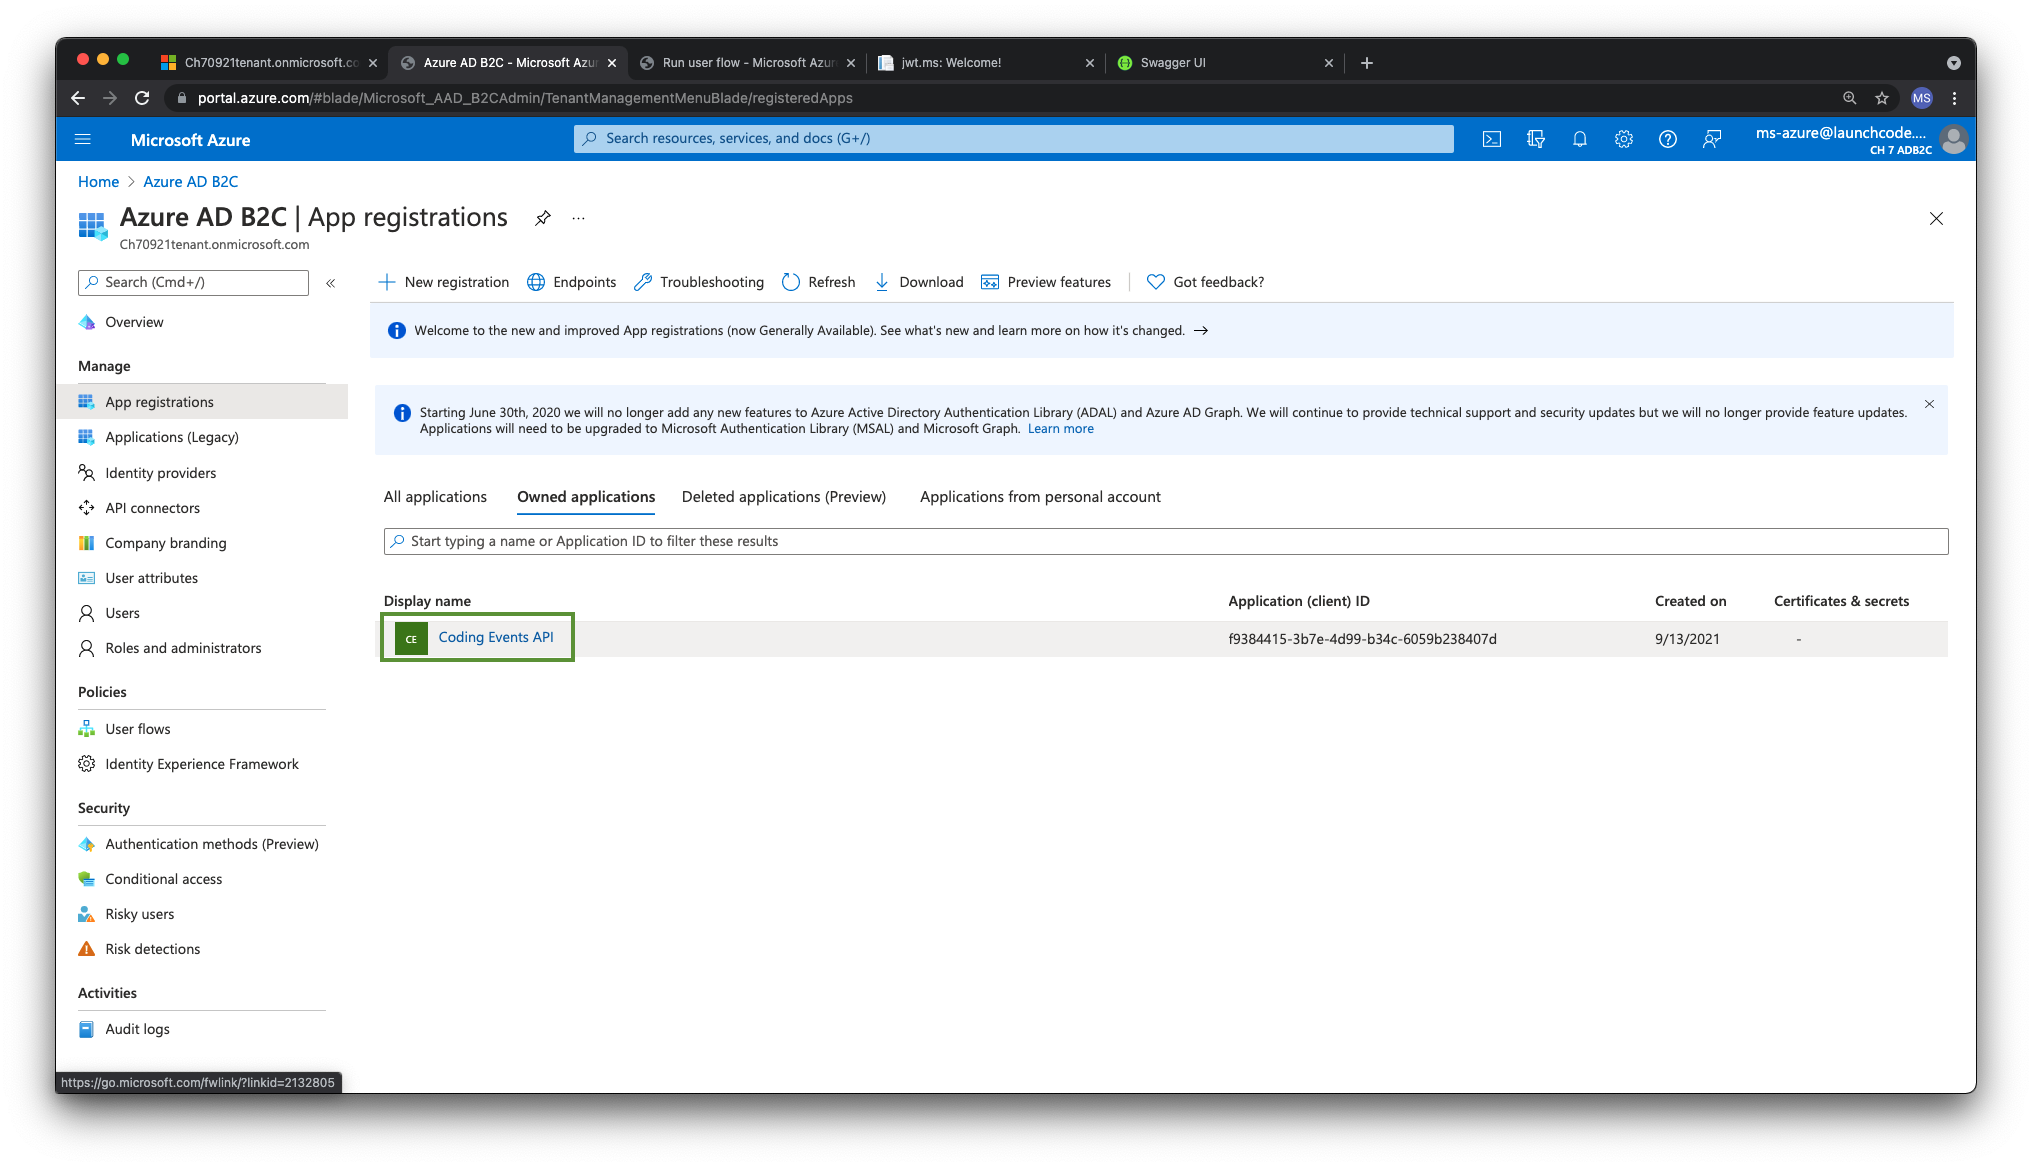 Ch70921tenant.onmicrosoft.co
Azure AD B2C - Microsoft Azur
Run user flow - Microsoft Azur
jwt.ms: Welcome!
Swagger UI
portal.azure.com/#blade/Microsoft_AAD_B2CAdmin/TenantManagementMenuBlade/registeredApps
MS
Microsoft Azure
Search resources, services, and docs (G+/)
ms-azure@launchcode....
CH 7 ADB2C
Home > Azure AD B2C
Azure AD B2C | App registrations
...
Ch70921tenant.onmicrosoft.com
Search (Cmd+/)
«
New registration
Endpoints
Troubleshooting
Refresh
Download
Preview features
Got feedback?
Overview
Manage
App registrations
Applications (Legacy)
Identity providers
API connectors
Company branding
User attributes
Users
Roles and administrators
Policies
User flows
Identity Experience Framework
Security
Authentication methods (Preview)
Conditional access
Risky users
Risk detections
Activities
Audit logs
https://go.microsoft.com/fwlink/?linkid=2132805
Welcome to the new and improved App registrations (now Generally Available). See what's new and learn more on how it's changed. →
Starting June 30th, 2020 we will no longer add any new features to Azure Active Directory Authentication Library (ADAL) and Azure AD Graph. We will continue to provide technical support and security updates but we will no longer provide feature updates.
Applications will need to be upgraded to Microsoft Authentication Library (MSAL) and Microsoft Graph. Learn more
All applications
Owned applications
Deleted applications (Preview)
Applications from personal account
Start typing a name or Application ID to filter these results
Display name
Application (client) ID
Created on
Certificates & secrets
CE
Coding Events API
f9384415-3b7e-4d99-b34c-6059b238407d
9/13/2021
-